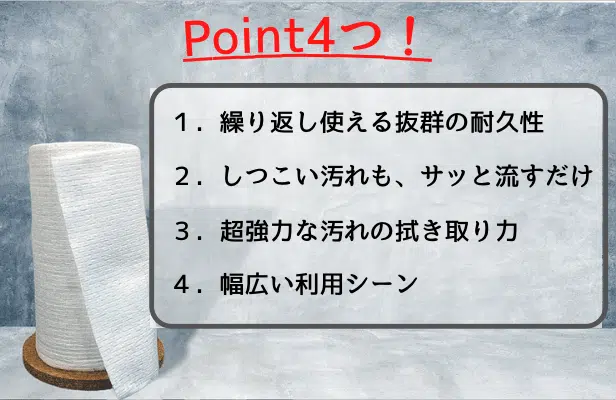 Point4つ！
１．繰り返し使える抜群の耐久性
２．しつこい汚れも、サッと流すだけ
３．超強力な汚れの拭き取り力
４．幅広い利用シーン